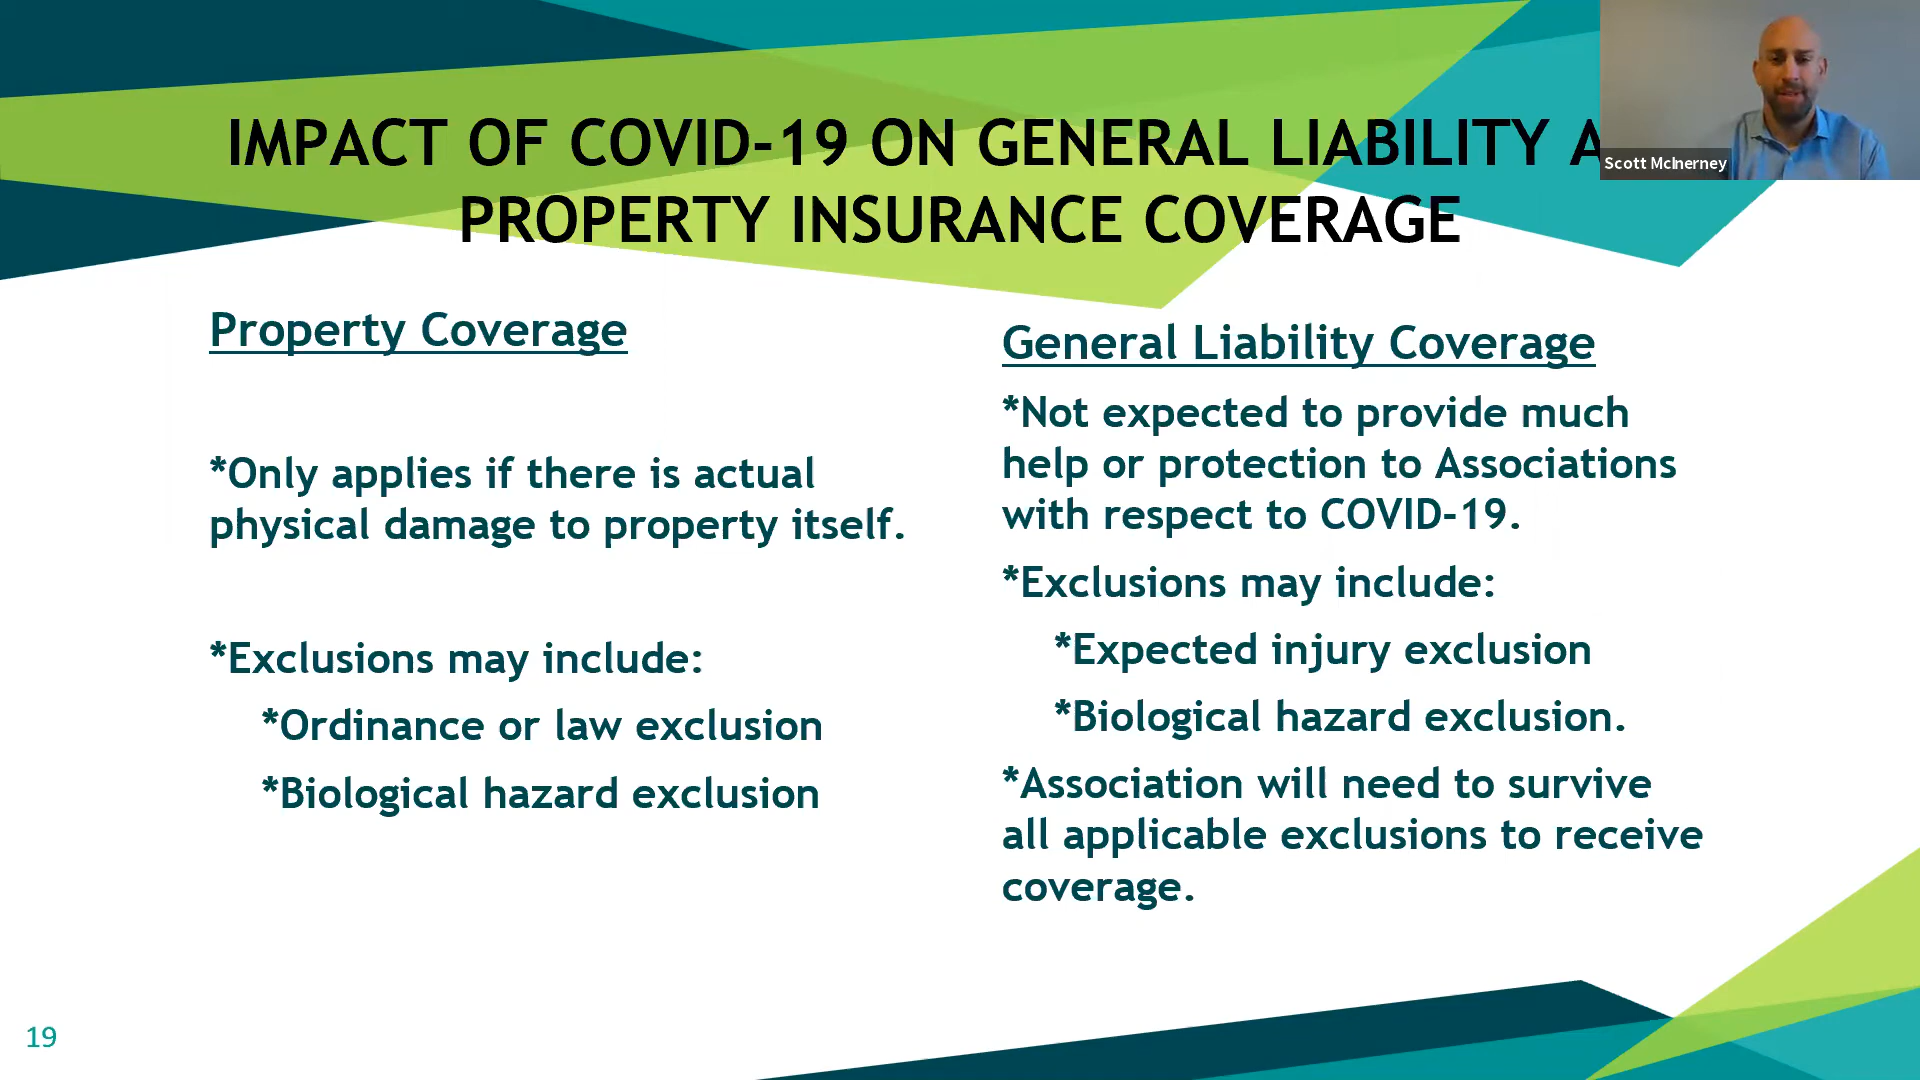 IMPACT OF COVID-19 ON GENERAL LIABILITY
PROPERTY INSURANCE COVERAGE
Scott McInerney
Property Coverage
*Only applies if there is actual
physical damage to property itself.
*Exclusions may include:
*Ordinance or law exclusion
*Biological hazard exclusion
General Liability Coverage
*Not expected to provide much
help or protection to Associations
with respect to COVID-19.
*Exclusions may include:
*Expected injury exclusion
*Biological hazard exclusion.
*Association will need to survive
all applicable exclusions to receive
coverage.
19